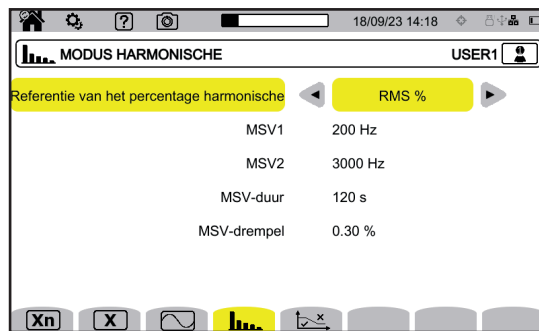 18/09/23 14:18
MODUS HARMONISCHE USER1
Referentie van het percentage harmonische RMS %
MSV1 200 Hz
MSV2 3000 Hz
MSV-duur 120 s
MSV-drempel 0.30 %
Xn X